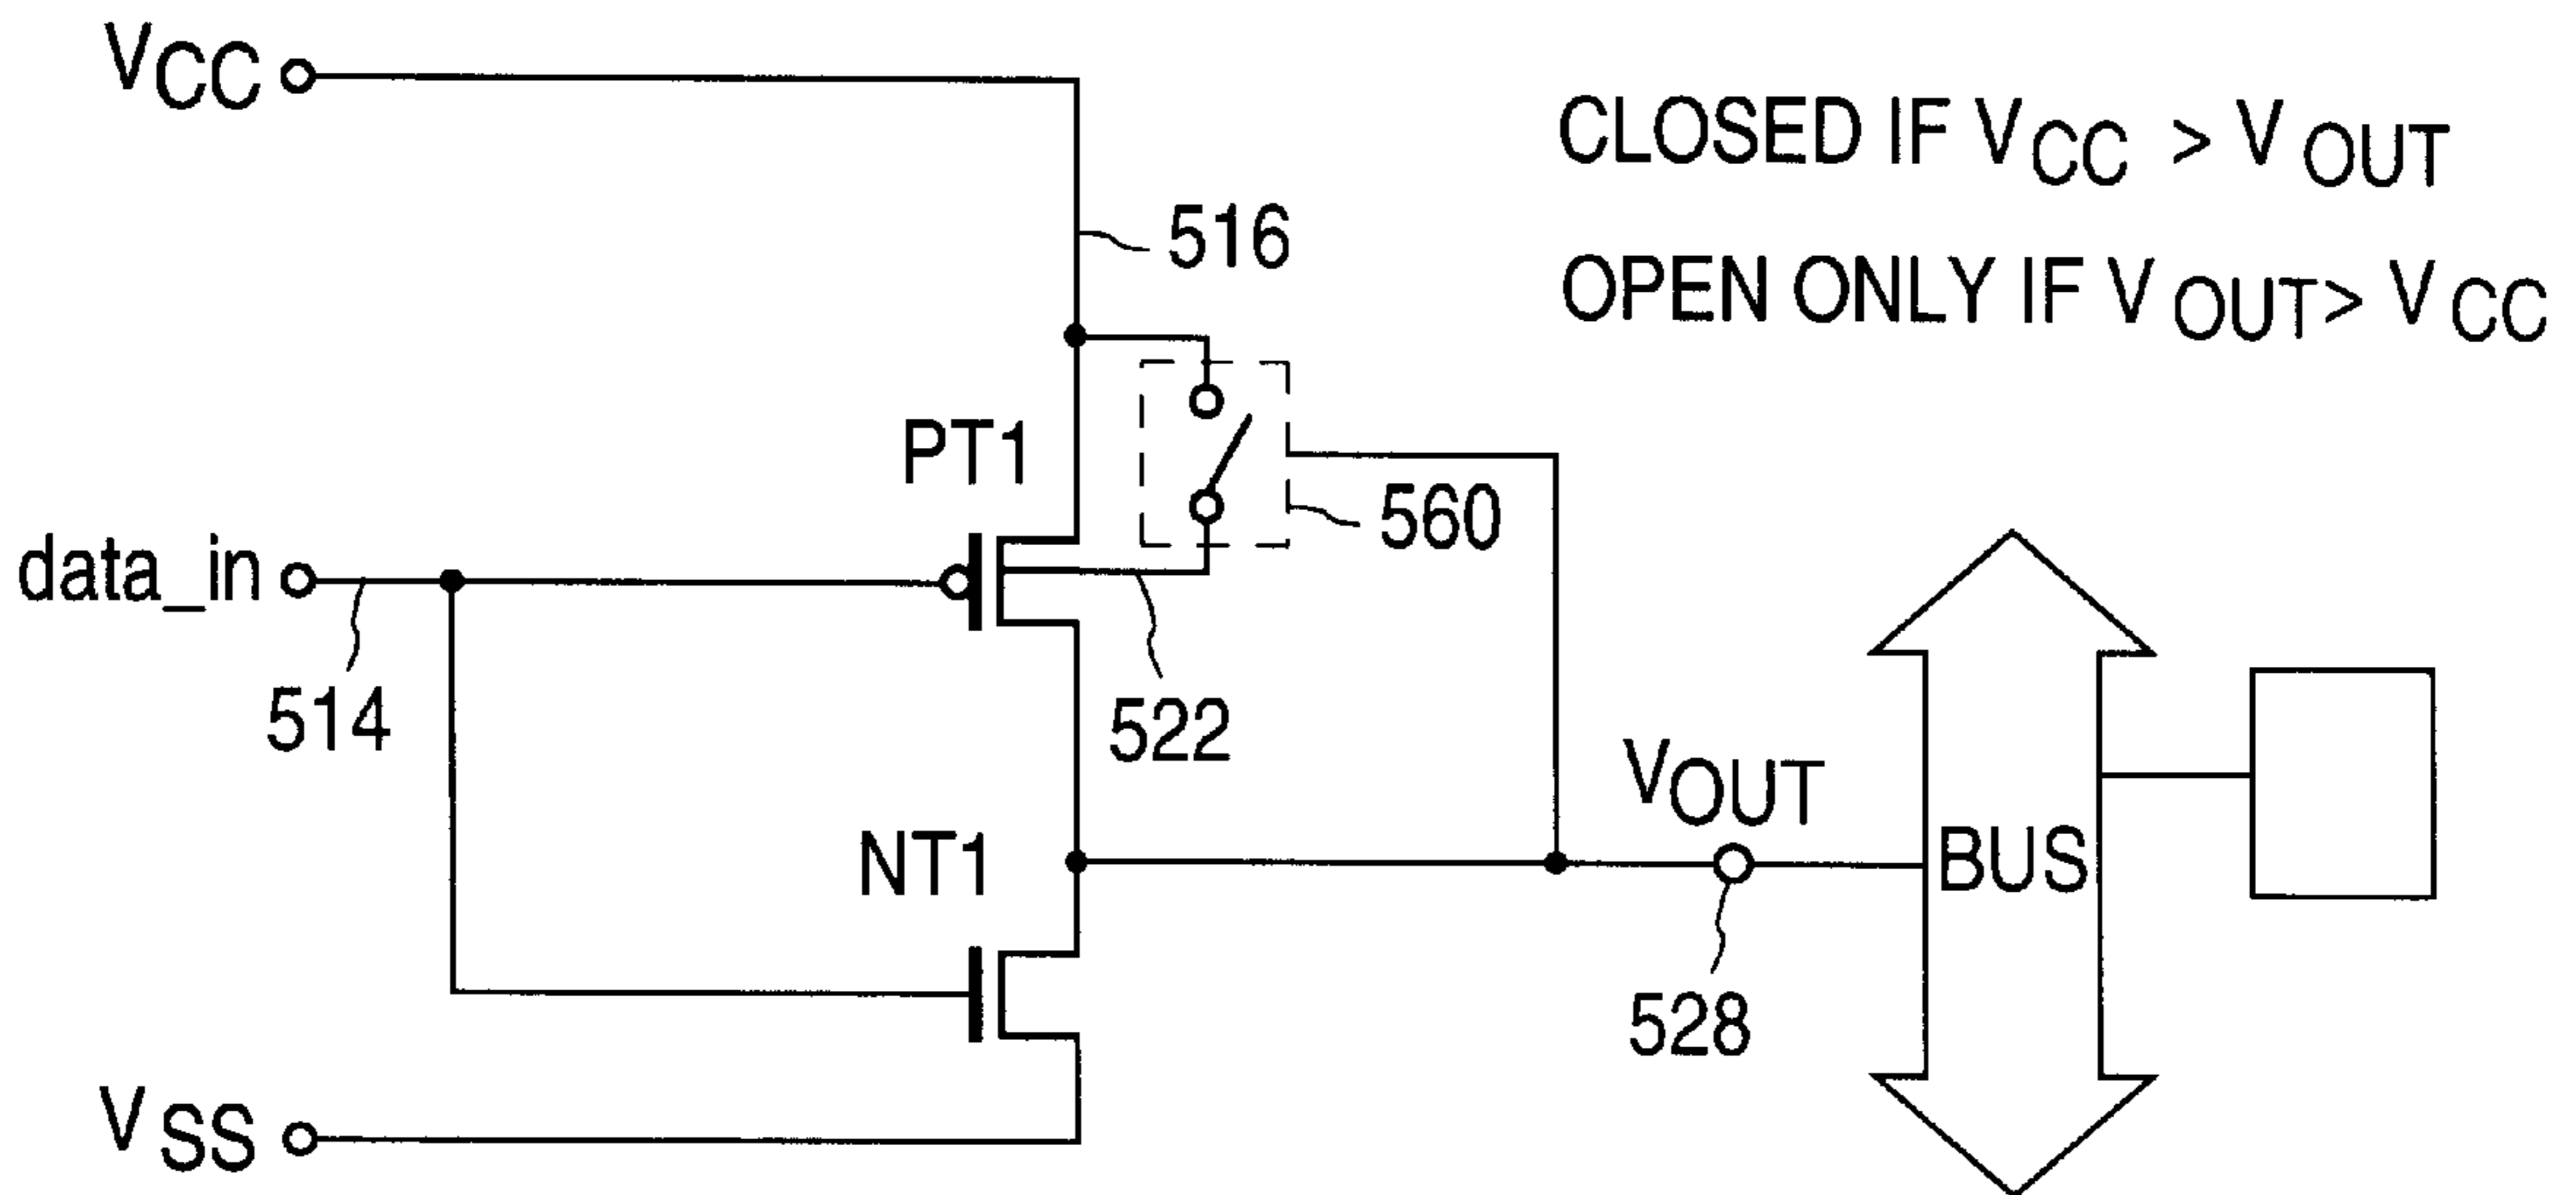 VCC
CLOSED IF VCC > VOUT
516
OPEN ONLY IF VOUT > VCC
PT1
560
data_in
514
522
VOUT
NT1
BUS
528
VSS